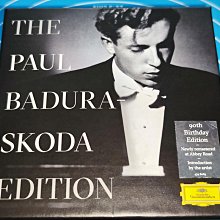 THE
PAUL
BADURA-
SKODA
EDITION
90th
Birthday
Edition
Newly remastered
at Abbey Road
Introduction
by the artist